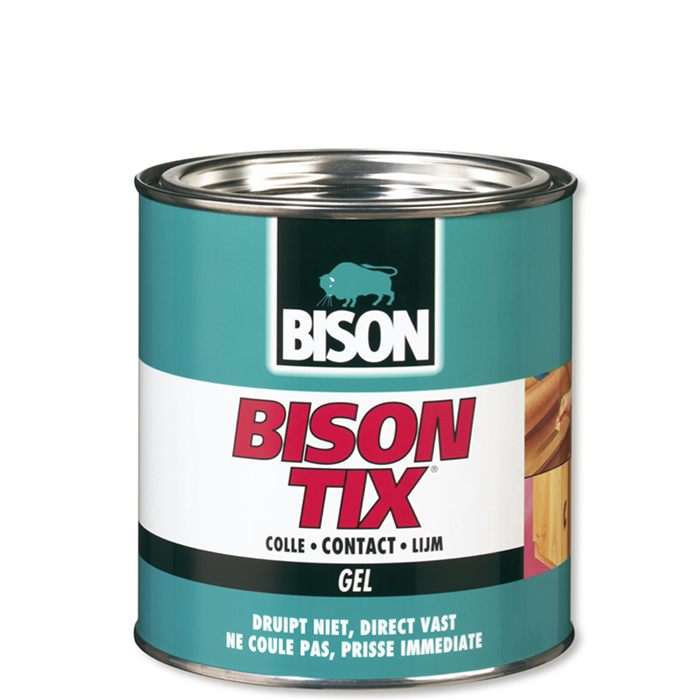 BISON
BISON
TIX®
COLLE • CONTACT • LIJM
GEL
DRUIPT NIET, DIRECT VAST
NE COULE PAS, PRISSE IMMEDIATE